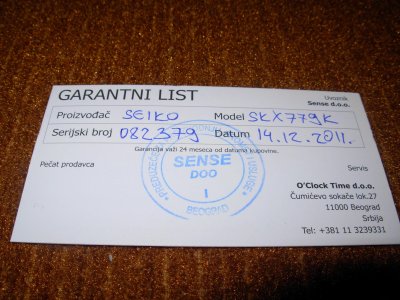 Uvoznik
GARANTNI LIST Sense d.o.o.
Proizvođač SEIKO Model SKX779K
Serijski broj 082379 Datum 14.12.2011.
Garancija važi 24 meseca od datuma kupovine.
Pečat prodavca Servis
SENSE
DOO
I
BEOGRAD
O'Clock Time d.o.o.
Čumićevo sokače lok.27
11000 Beograd
Srbija
Tel: +381 11 3239331